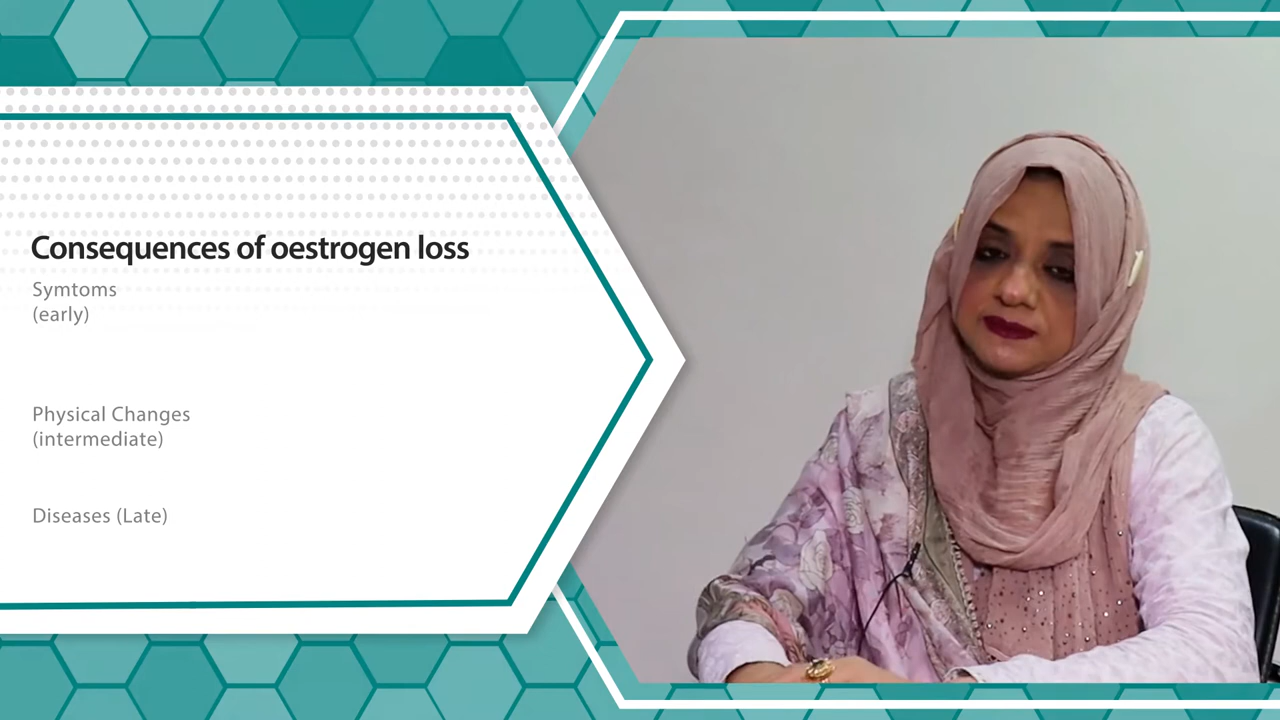 Consequences of oestrogen loss
Symtoms
(early)
Physical Changes
(intermediate)
Diseases (Late)